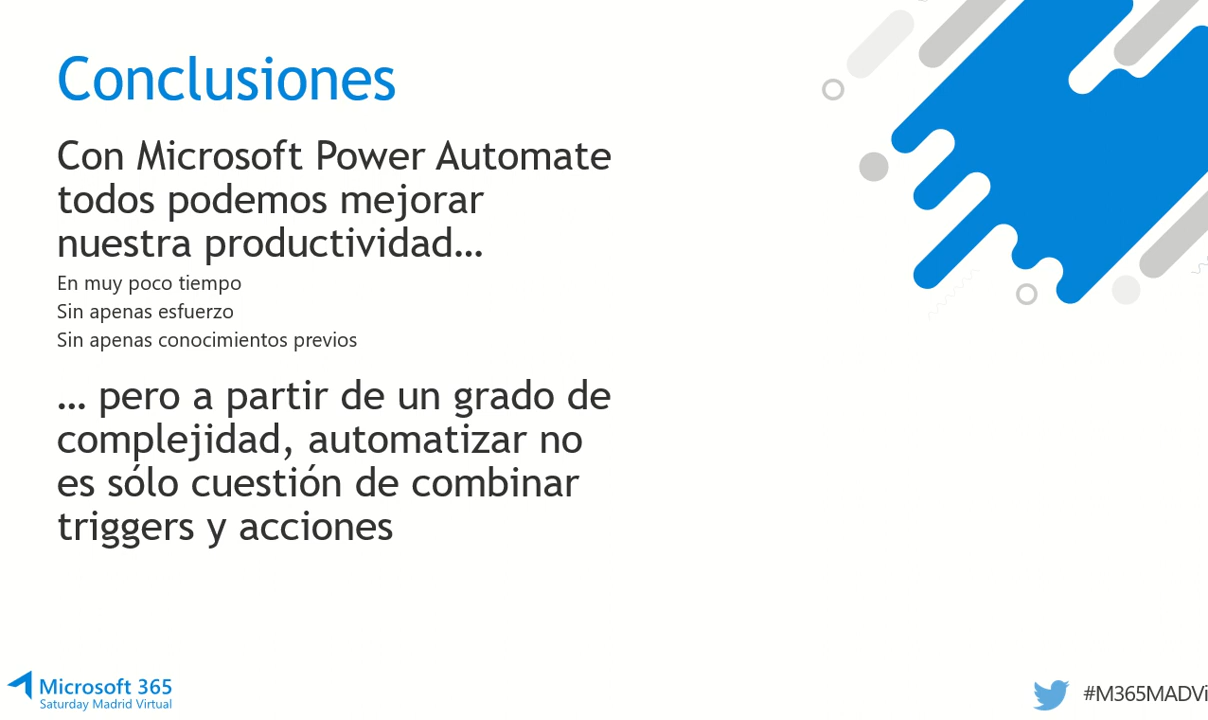 Conclusiones
Con Microsoft Power Automate
todos podemos mejorar
nuestra productividad...
En muy poco tiempo
Sin apenas esfuerzo
Sin apenas conocimientos previos
... pero a partir de un grado de
complejidad, automatizar no
es sólo cuestión de combinar
triggers y acciones
Microsoft 365
Saturday Madrid Virtual
#M365MADVi